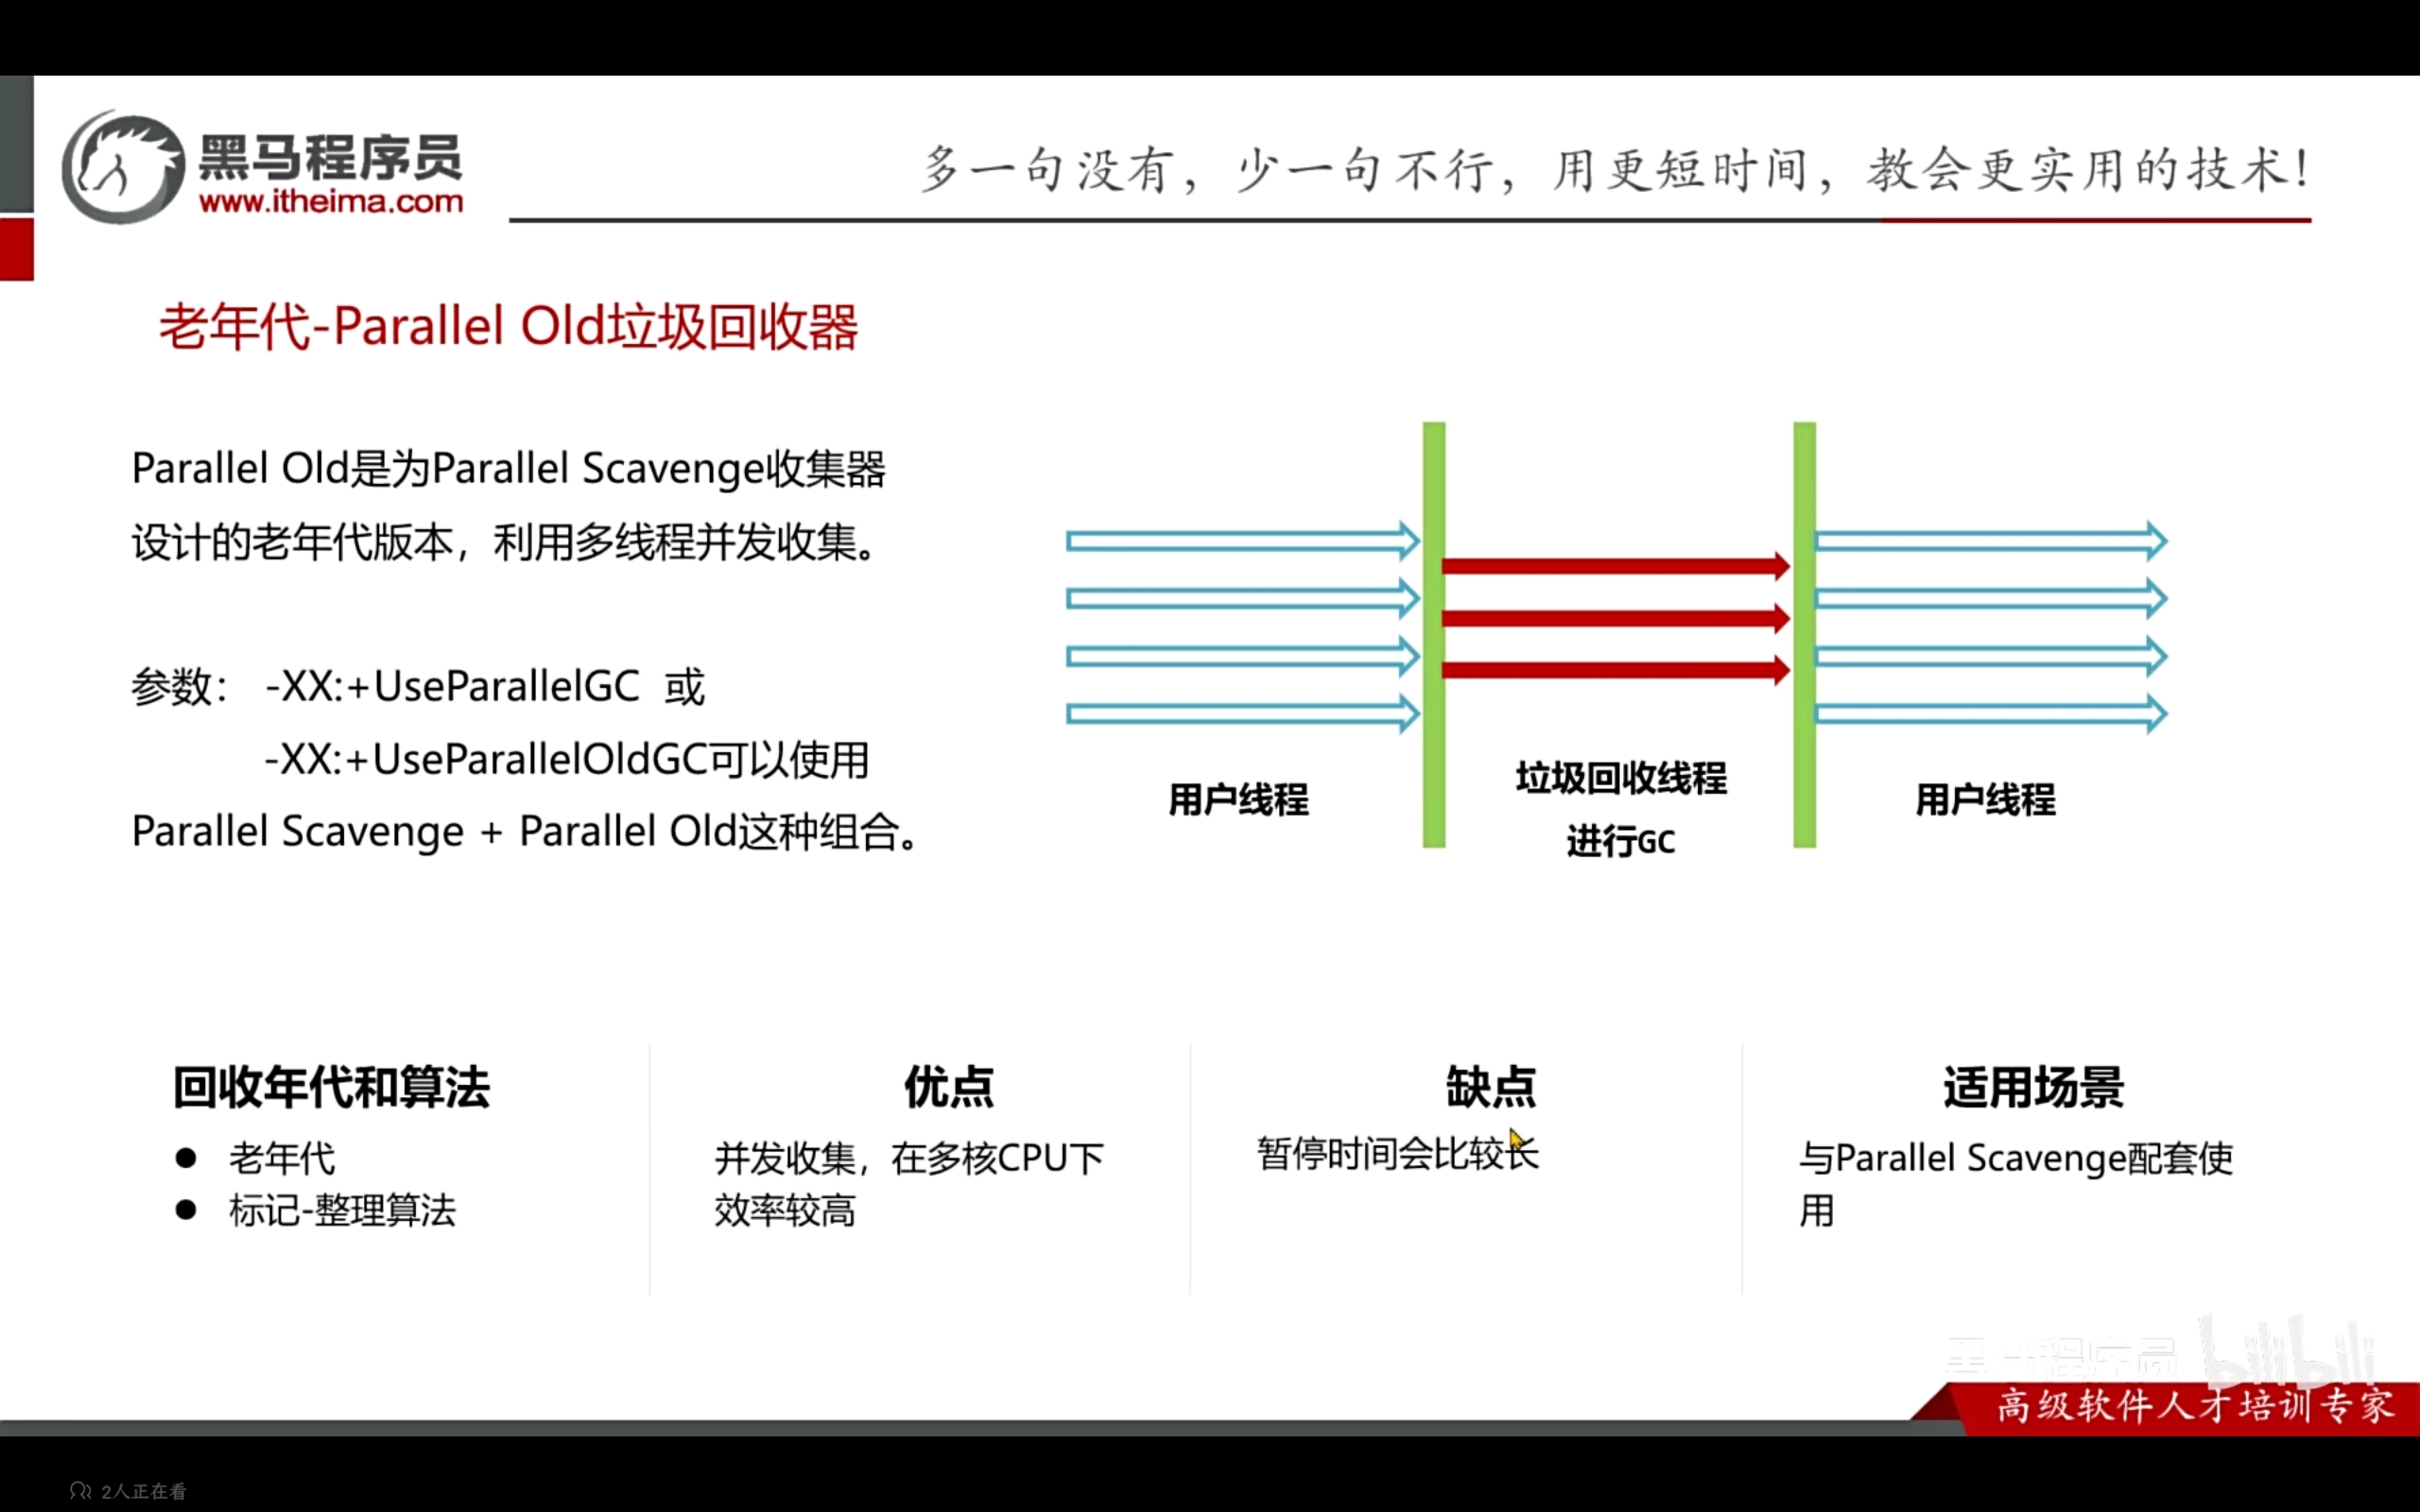 黑马程序员
www.itheima.com
多一句没有，少一句不行，用更短时间，教会更实用的技术！
老年代-Parallel Old垃圾回收器
Parallel Old是为Parallel Scavenge收集器
设计的老年代版本，利用多线程并发收集。
参数： -XX:+UseParallelGC 或
-XX:+UseParallelOldGC可以使用
Parallel Scavenge + Parallel Old这种组合。
用户线程
垃圾回收线程
进行GC
用户线程
回收年代和算法
● 老年代
● 标记-整理算法
优点
并发收集，在多核CPU下
效率较高
缺点
暂停时间会比较长
适用场景
与Parallel Scavenge配套使
用
黑马程序员 bilibili
高级软件人才培训专家
2人正在看